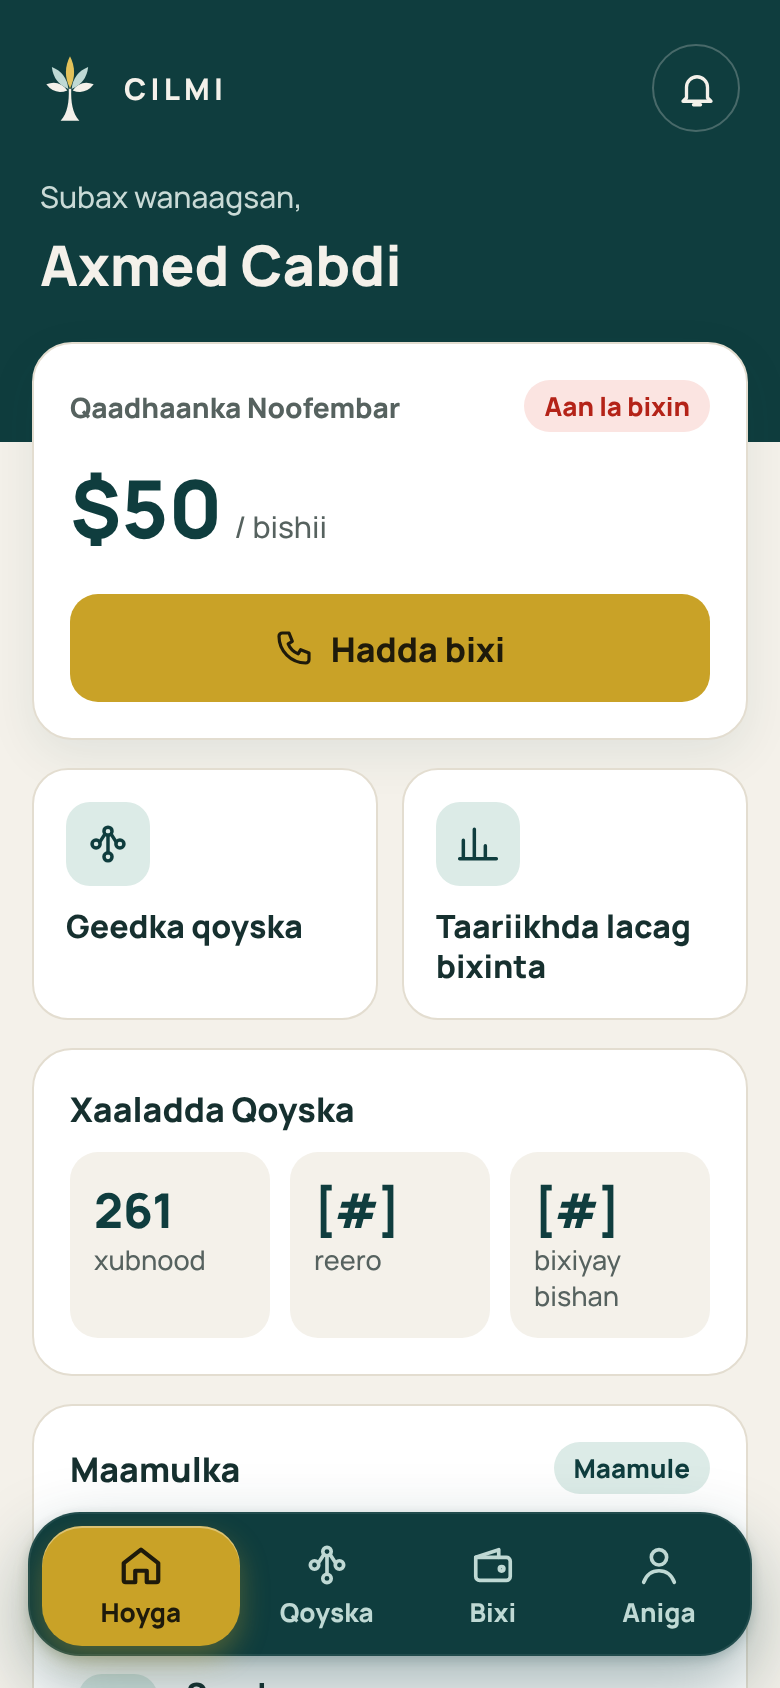 CILMI
Subax wanaagsan,
Axmed Cabdi
Qaadhaanka Noofembar
Aan la bixin
$50 / bishii
Hadda bixi
Geedka qoyska
Taariikhda lacag
bixinta
Xaaladda Qoyska
261
xubnood
[#]
reero
[#]
bixiyay
bishan
Maamulka
Maamule
Hoyga
Qoyska
Bixi
Aniga